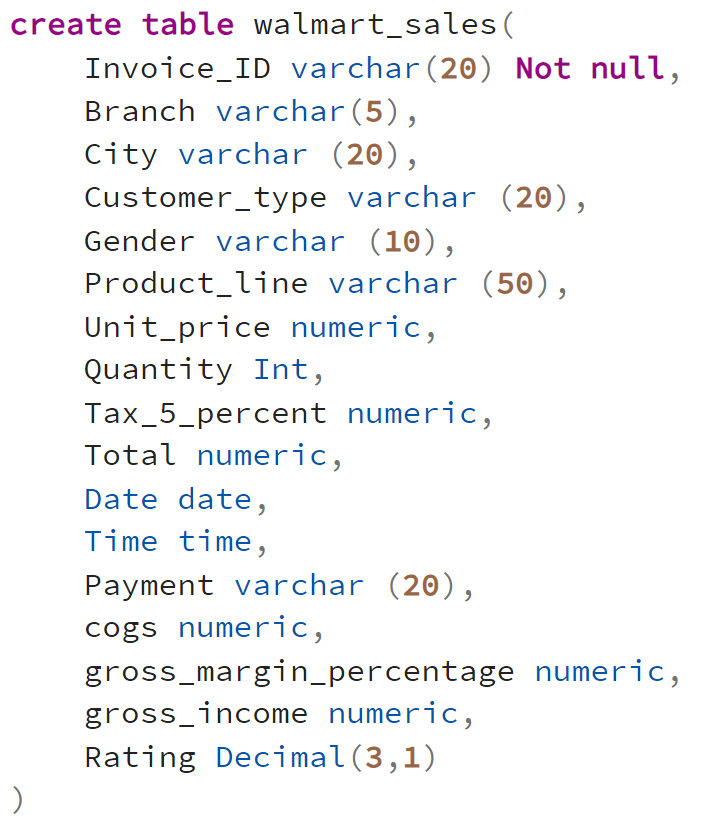 create table walmart_sales(
Invoice_ID varchar(20) Not null,
Branch varchar(5),
City varchar (20),
Customer_type varchar (20),
Gender varchar (10),
Product_line varchar (50),
Unit_price numeric,
Quantity Int,
Tax_5_percent numeric,
Total numeric,
Date date,
Time time,
Payment varchar (20),
cogs numeric,
gross_margin_percentage numeric,
gross_income numeric,
Rating Decimal(3,1)
)